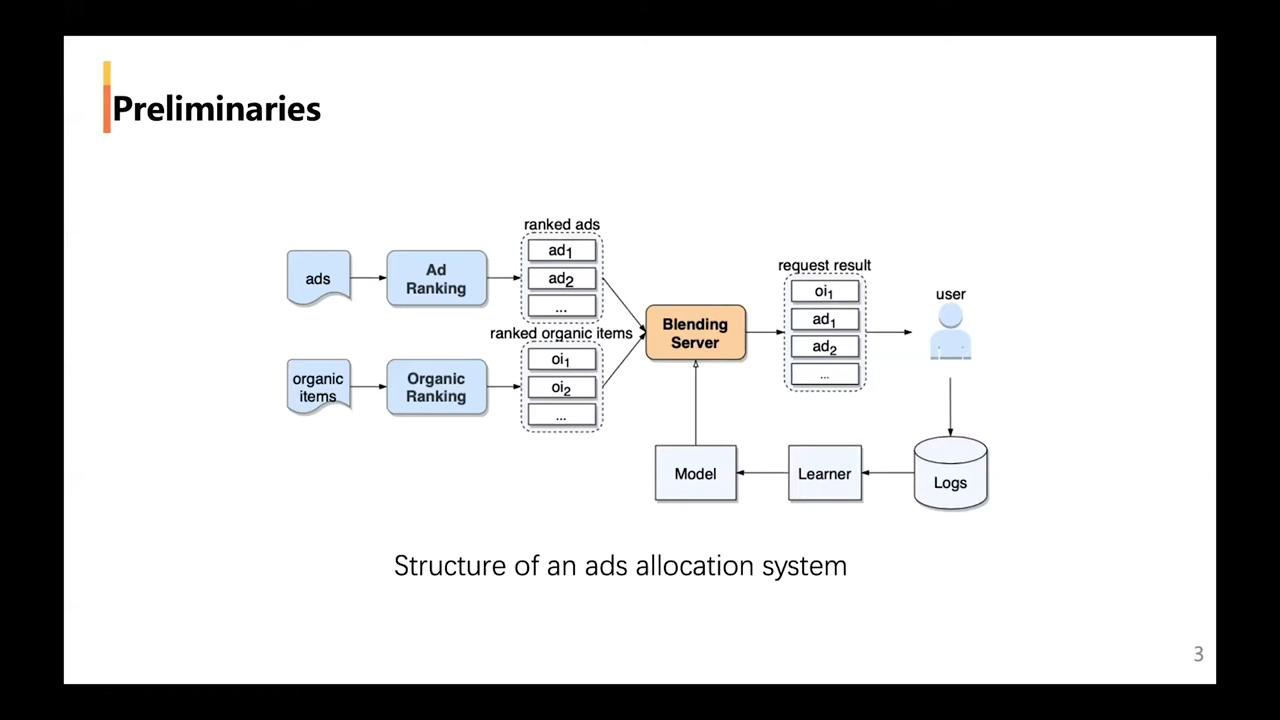 Preliminaries
ranked ads
ads
Ad
Ranking
ad1
ad2
...
ranked organic items
organic
items
Organic
Ranking
oi1
oi2
...
Blending
Server
request result
oi1
ad1
ad2
...
user
Model
Learner
Logs
Structure of an ads allocation system
3